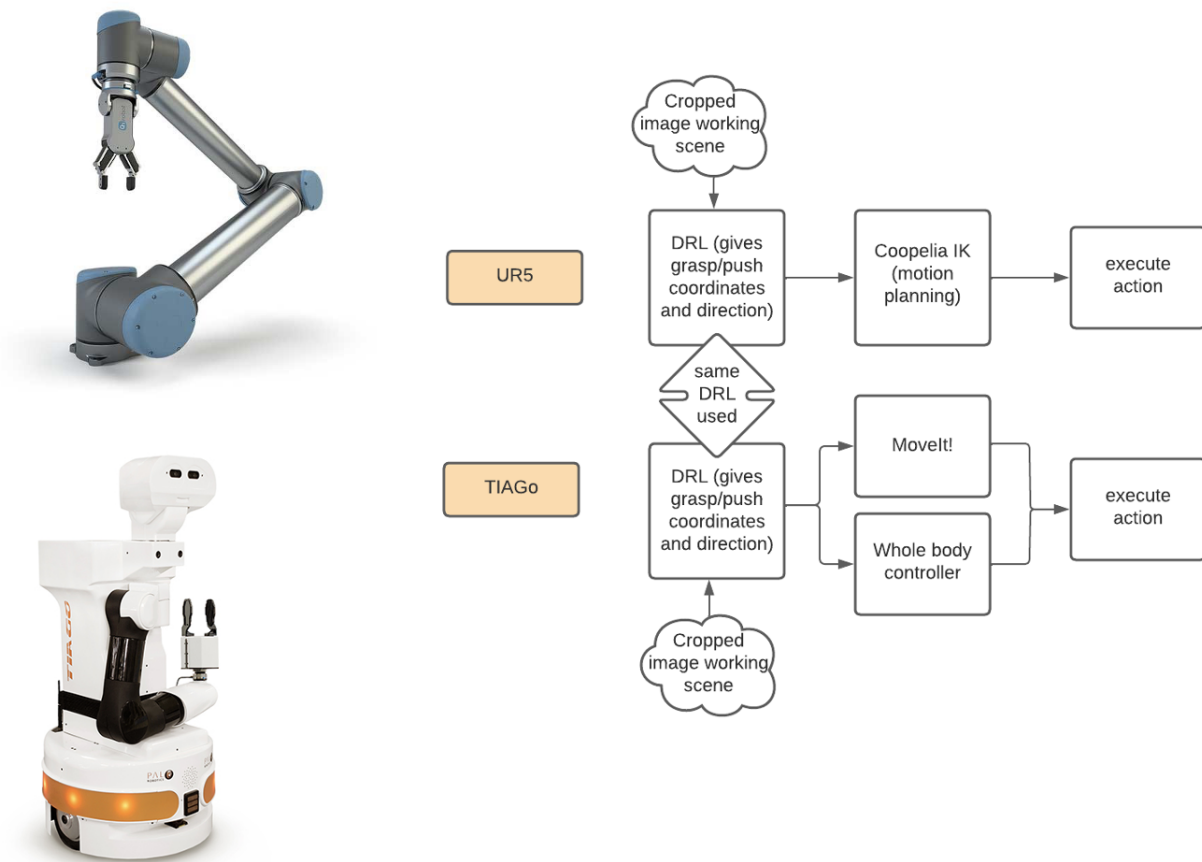 Cropped
image working
scene
UR5
DRL (gives
grasp/push
coordinates
and direction)
Coopelia IK
(motion
planning)
execute
action
same
DRL
used
TIAGo
DRL (gives
grasp/push
coordinates
and direction)
MoveIt!
Whole body
controller
execute
action
Cropped
image working
scene
TIAGO
PAL